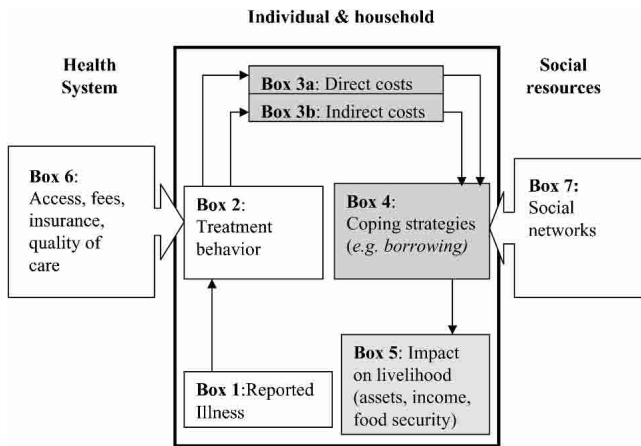 Individual & household
Health
System
Social
resources
Box 3a: Direct costs
Box 3b: Indirect costs
Box 6:
Access, fees,
insurance,
quality of
care
Box 2:
Treatment
behavior
Box 4:
Coping strategies
(e.g. borrowing)
Box 7:
Social
networks
Box 1:Reported
Illness
Box 5: Impact
on livelihood
(assets, income,
food security)